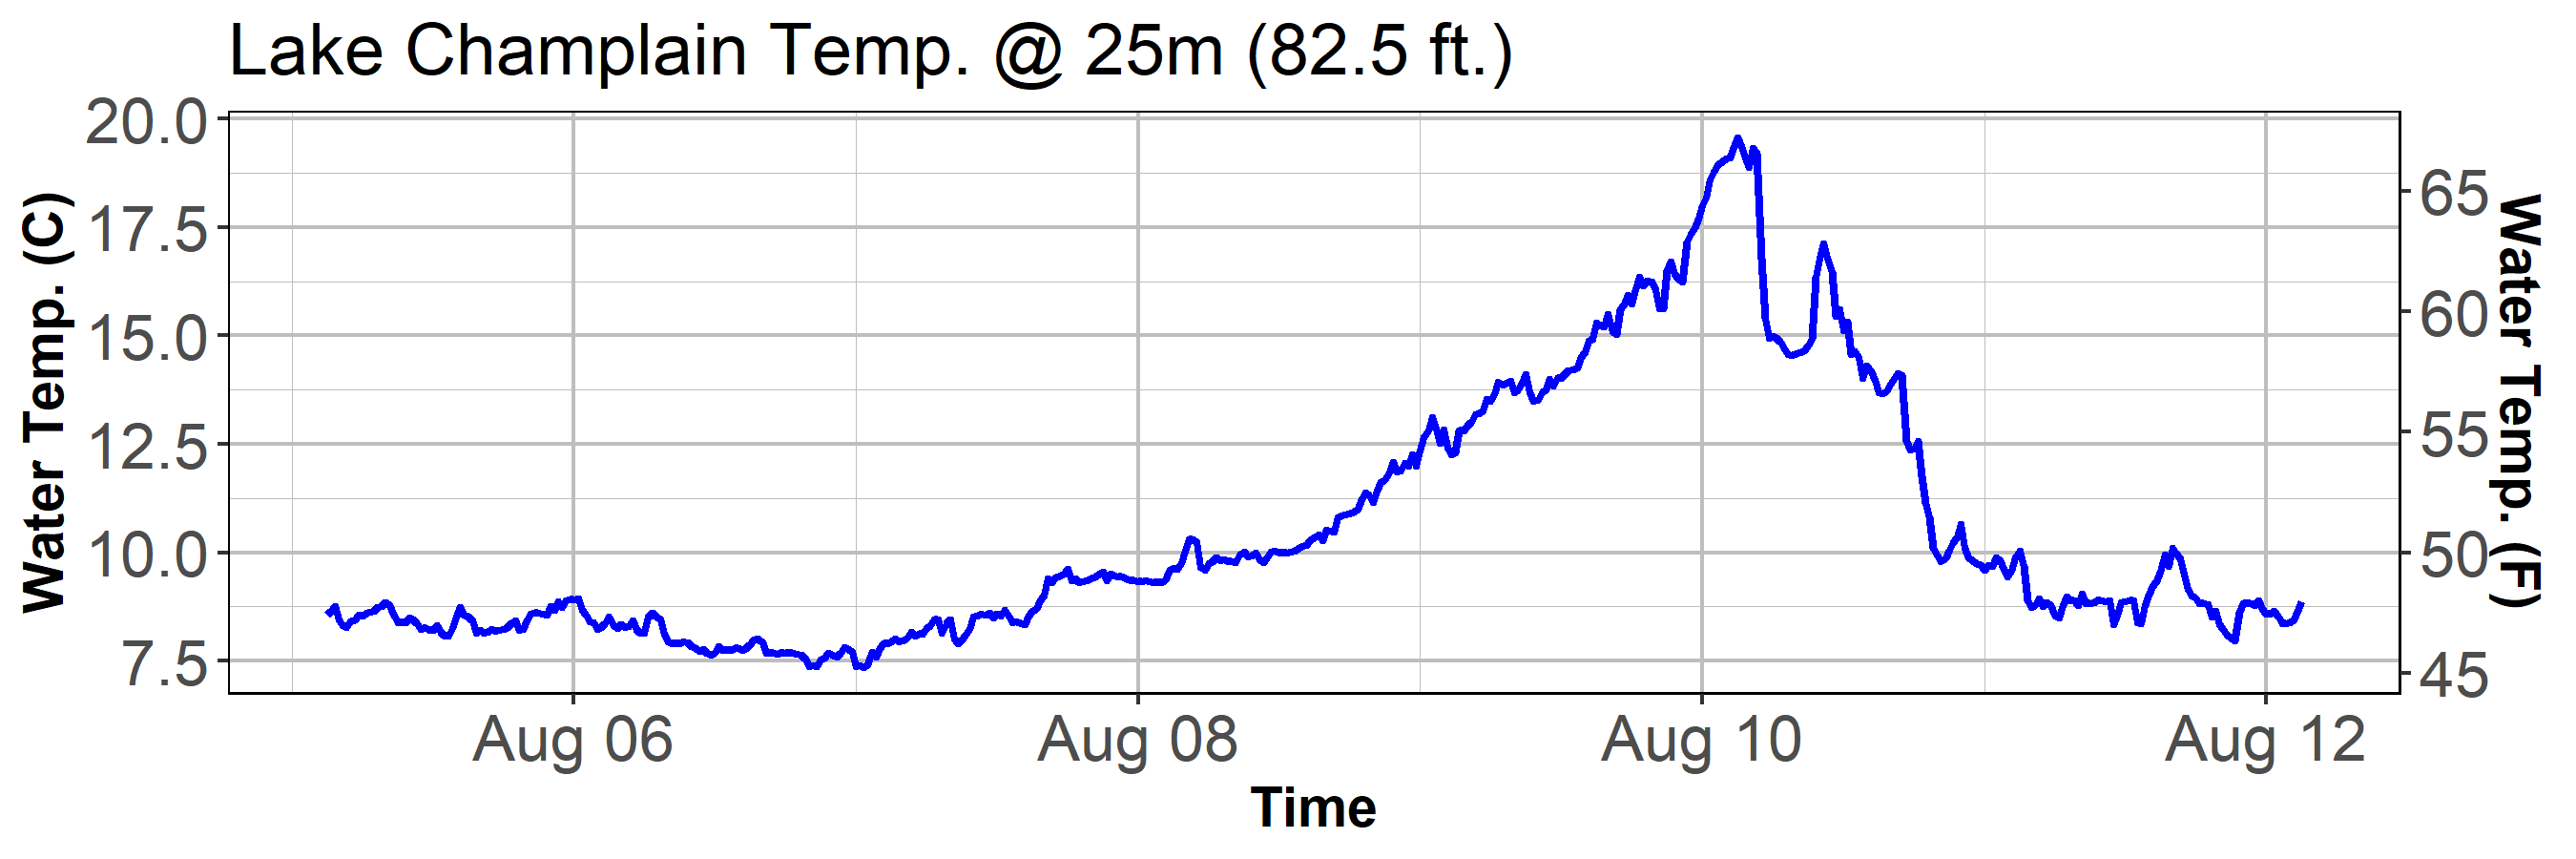 Lake Champlain Temp. @ 25m (82.5 ft.)
Water Temp. (C)
20.0
17.5
15.0
12.5
10.0
7.5
65
60
55
50
45
Water Temp. (F)
Aug 06 Aug 08 Aug 10 Aug 12
Time